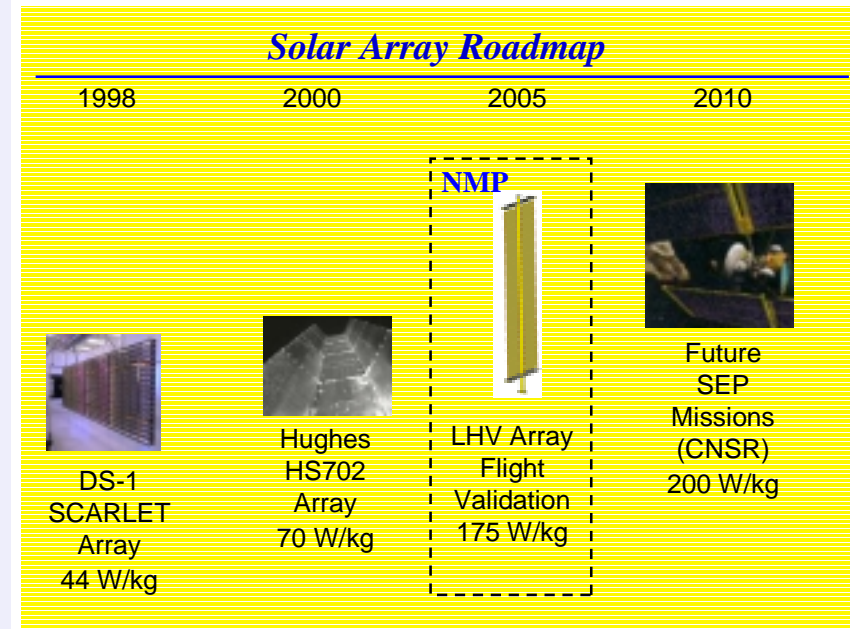 Solar Array Roadmap
1998
2000
2005
2010
DS-1
SCARLET
Array
44 W/kg
Hughes
HS702
Array
70 W/kg
NMP
LHV Array
Flight
Validation
175 W/kg
Future
SEP
Missions
(CNSR)
200 W/kg